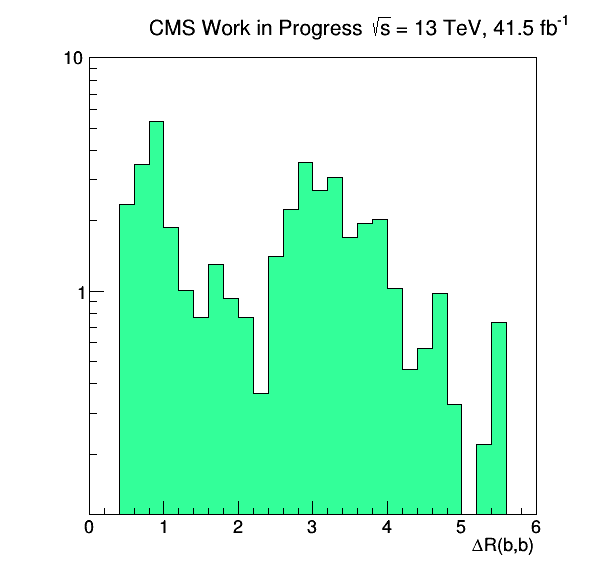 CMS Work in Progress √s = 13 TeV, 41.5 fb⁻¹
10
1
0 1 2 3 4 5 6
ΔR(b,b)